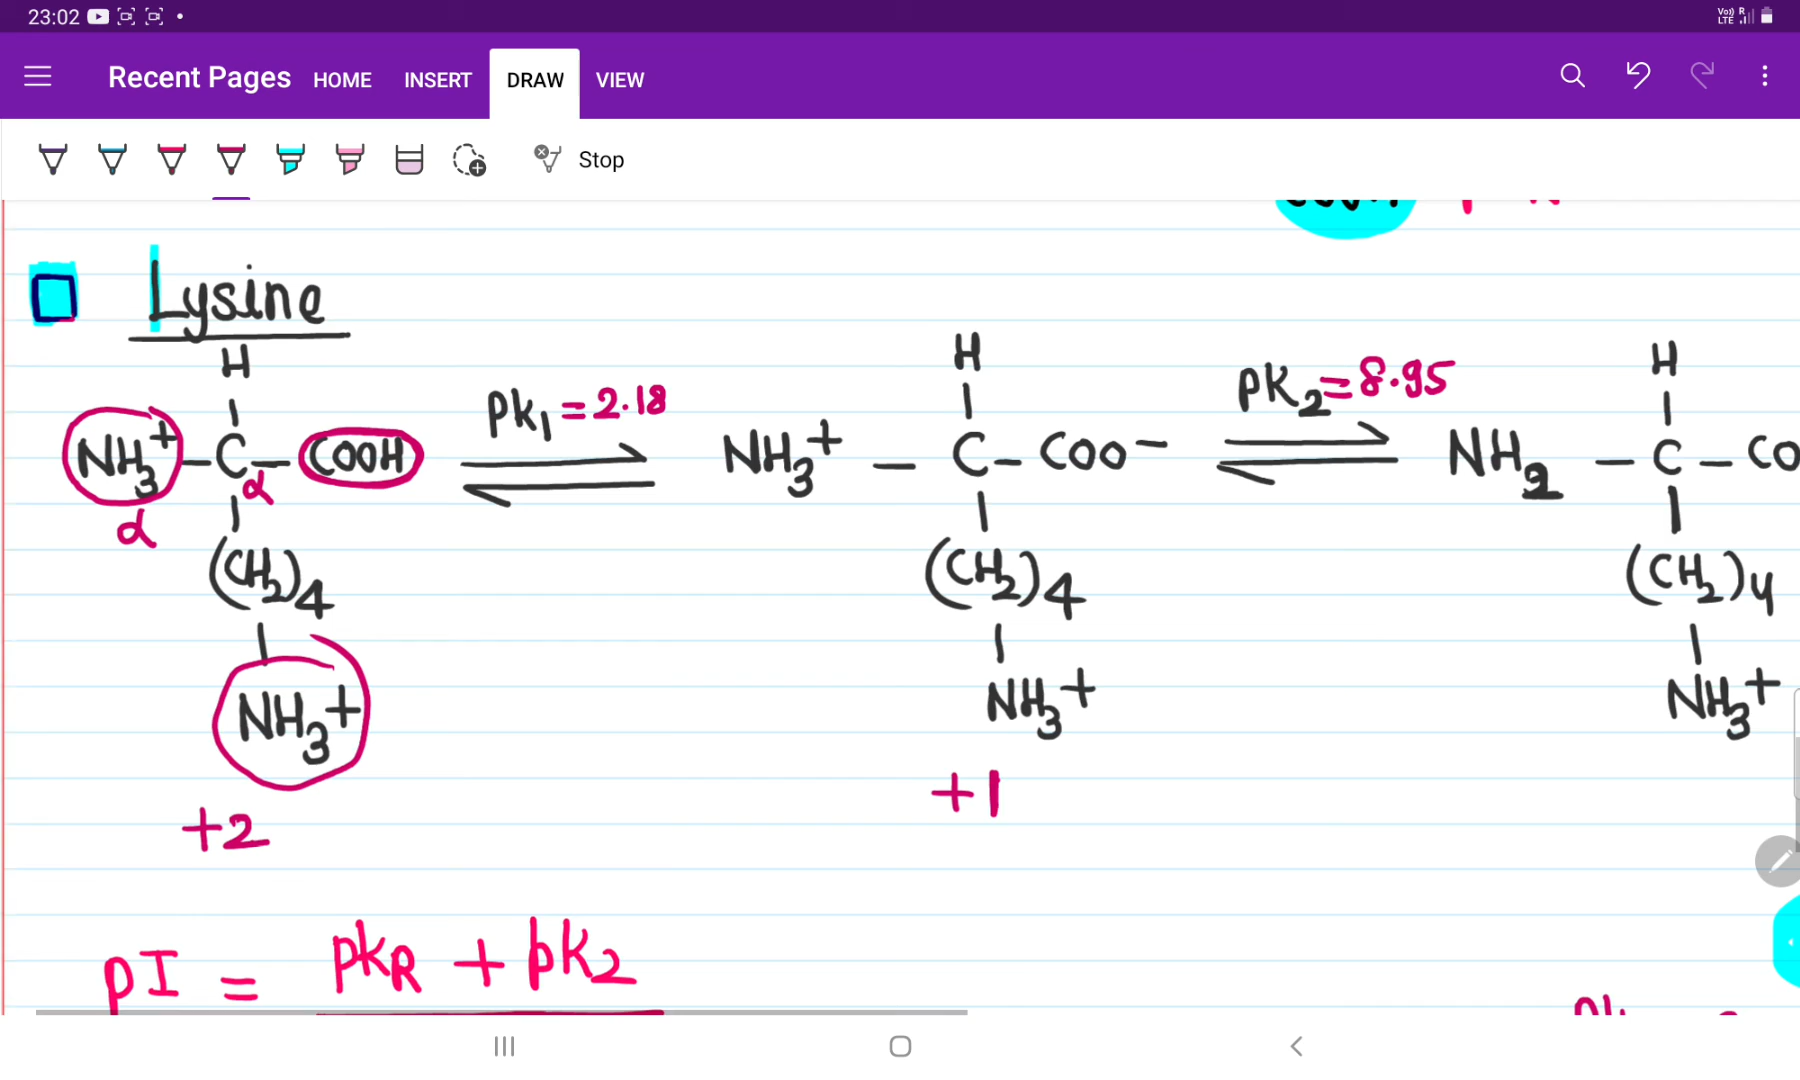 23:02
Recent Pages HOME INSERT DRAW VIEW
Stop
Lysine
H
NH3+ – C – COOH
α
α
(CH2)4
NH3+
+2
pk1 = 2.18
H
NH3+ – C – COO–
(CH2)4
NH3+
+1
pK2 = 8.95
H
NH2 – C – CO
(CH2)4
NH3+
pI = pkR + pk2